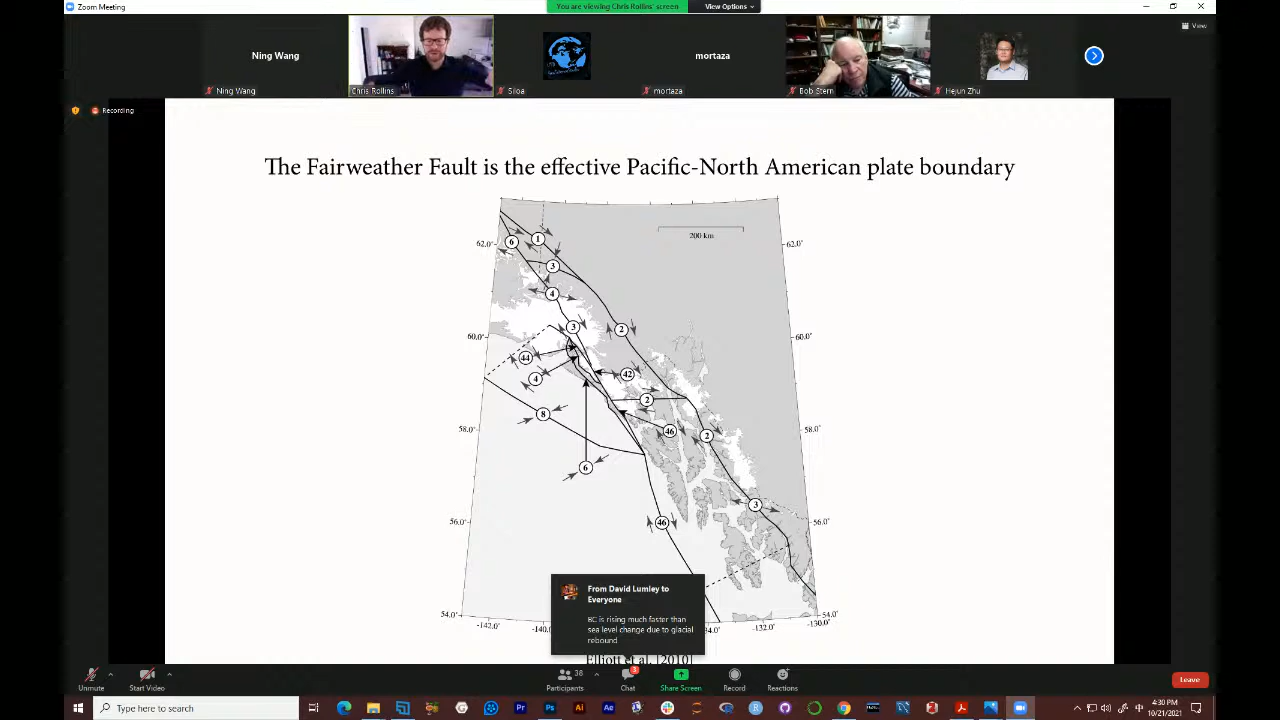 Zoom Meeting
You are viewing Chris Rollins' screen
View Options
Ning Wang
mortaza
View
Ning Wang
Chris Rollins
Siloa
mortaza
Bob Stern
Hejun Zhu
Recording
The Fairweather Fault is the effective Pacific-North American plate boundary
200 km
62.0°
62.0°
60.0°
60.0°
58.0°
58.0°
56.0°
56.0°
54.0°
54.0°
-142.0°
-132.0°
-130.0°
6
1
3
4
3
2
44
42
4
2
8
46
2
6
3
46
From David Lumley to
Everyone
BC is rising much faster than
sea level change due to glacial
rebound
Elliott et al. [2010]
Unmute
Start Video
Participants
38
Chat
3
Share Screen
Record
Reactions
Leave
Type here to search
4:30 PM
10/21/2021